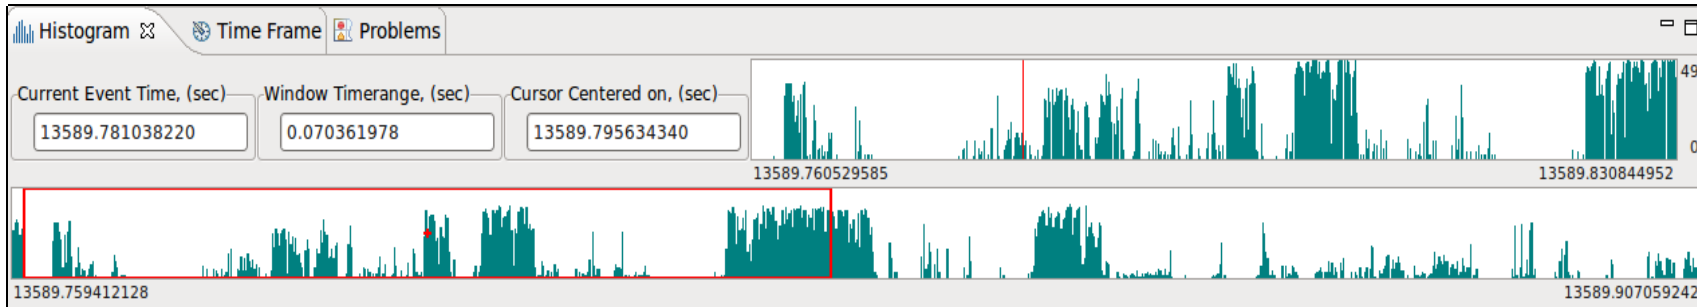 Histogram Time Frame Problems
Current Event Time, (sec) Window Timerange, (sec) Cursor Centered on, (sec)
13589.781038220 0.070361978 13589.795634340
49
0
13589.760529585 13589.830844952
13589.759412128 13589.907059242